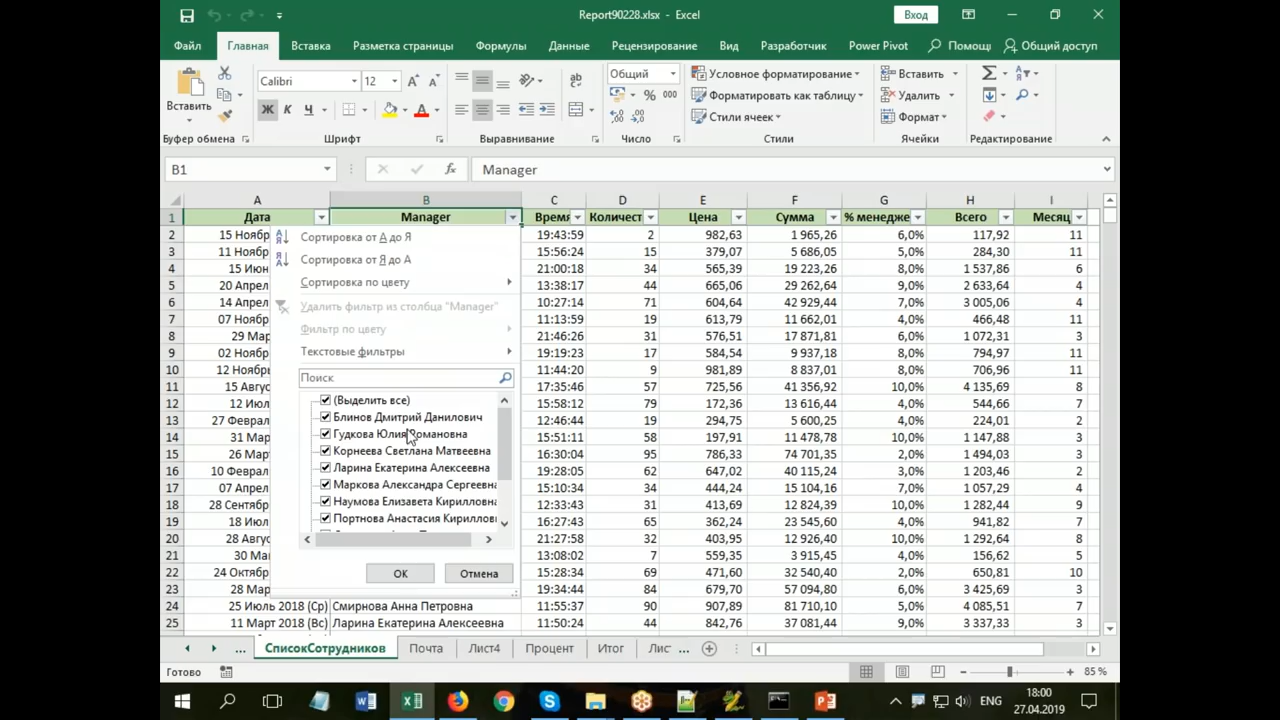 Report90228.xlsx - Excel
Вход
Файл Главная Вставка Разметка страницы Формулы Данные Рецензирование Вид Разработчик Power Pivot Помощи Общий доступ
Вставить
Calibri 12
Ж К Ч
Общий
% 000
Условное форматирование
Форматировать как таблицу
Стили ячеек
Вставить
Удалить
Формат
Буфер обмена Шрифт Выравнивание Число Стили Ячейки Редактирование
B1 fx Manager
A B C D E F G H I
1 Дата Manager Время Количест Цена Сумма % менедже Всего Месяц
2 15 Ноябр 19:43:59 2 982,63 1 965,26 6,0% 117,92 11
3 11 Ноябр 15:56:24 15 379,07 5 686,05 5,0% 284,30 11
4 15 Июн 21:00:18 34 565,39 19 223,26 8,0% 1 537,86 6
5 20 Апрел 13:38:17 44 665,06 29 262,64 9,0% 2 633,64 4
6 14 Апрел 10:27:14 71 604,64 42 929,44 7,0% 3 005,06 4
7 07 Ноябр 11:13:59 19 613,79 11 662,01 4,0% 466,48 11
8 29 Мар 21:46:26 31 576,51 17 871,81 6,0% 1 072,31 3
9 02 Ноябр 19:19:23 17 584,54 9 937,18 8,0% 794,97 11
10 12 Ноябрь 11:44:20 9 981,89 8 837,01 8,0% 706,96 11
11 15 Авгус 17:35:46 57 725,56 41 356,92 10,0% 4 135,69 8
12 12 Июл 15:58:12 79 172,36 13 616,44 4,0% 544,66 7
13 27 Феврал 12:46:44 19 294,75 5 600,25 4,0% 224,01 2
14 31 Мар 15:51:11 58 197,91 11 478,78 10,0% 1 147,88 3
15 26 Март 16:30:04 95 786,33 74 701,35 2,0% 1 494,03 3
16 10 Феврал 19:28:05 62 647,02 40 115,24 3,0% 1 203,46 2
17 07 Апрел 15:10:34 34 444,24 15 104,16 7,0% 1 057,29 4
18 28 Сентябр 12:33:43 31 413,69 12 824,39 10,0% 1 282,44 9
19 18 Июл 16:27:43 65 362,24 23 545,60 4,0% 941,82 7
20 28 Авгус 21:27:58 32 403,95 12 926,40 10,0% 1 292,64 8
21 30 Ма 13:08:02 7 559,35 3 915,45 4,0% 156,62 5
22 24 Октябр 15:28:34 69 471,60 32 540,40 2,0% 650,81 10
23 28 Мар 19:34:44 84 679,70 57 094,80 6,0% 3 425,69 3
24 25 Июль 2018 (Ср) Смирнова Анна Петровна 11:55:37 90 907,89 81 710,10 5,0% 4 085,51 7
25 11 Март 2018 (Вс) Ларина Екатерина Алексеевна 11:50:24 44 842,76 37 081,44 9,0% 3 337,33 3
Сортировка от А до Я
Сортировка от Я до А
Сортировка по цвету
Удалить фильтр из столбца "Manager"
Фильтр по цвету
Текстовые фильтры
Поиск
(Выделить все)
Блинов Дмитрий Данилович
Гудкова Юлия Романовна
Корнеева Светлана Матвеевна
Ларина Екатерина Алексеевна
Маркова Александра Сергеевна
Наумова Елизавета Кирилловна
Портнова Анастасия Кириллов
ОК Отмена
... СписокСотрудников Почта Лист4 Процент Итог Лис ...
Готово 85 %
ENG 18:00
27.04.2019